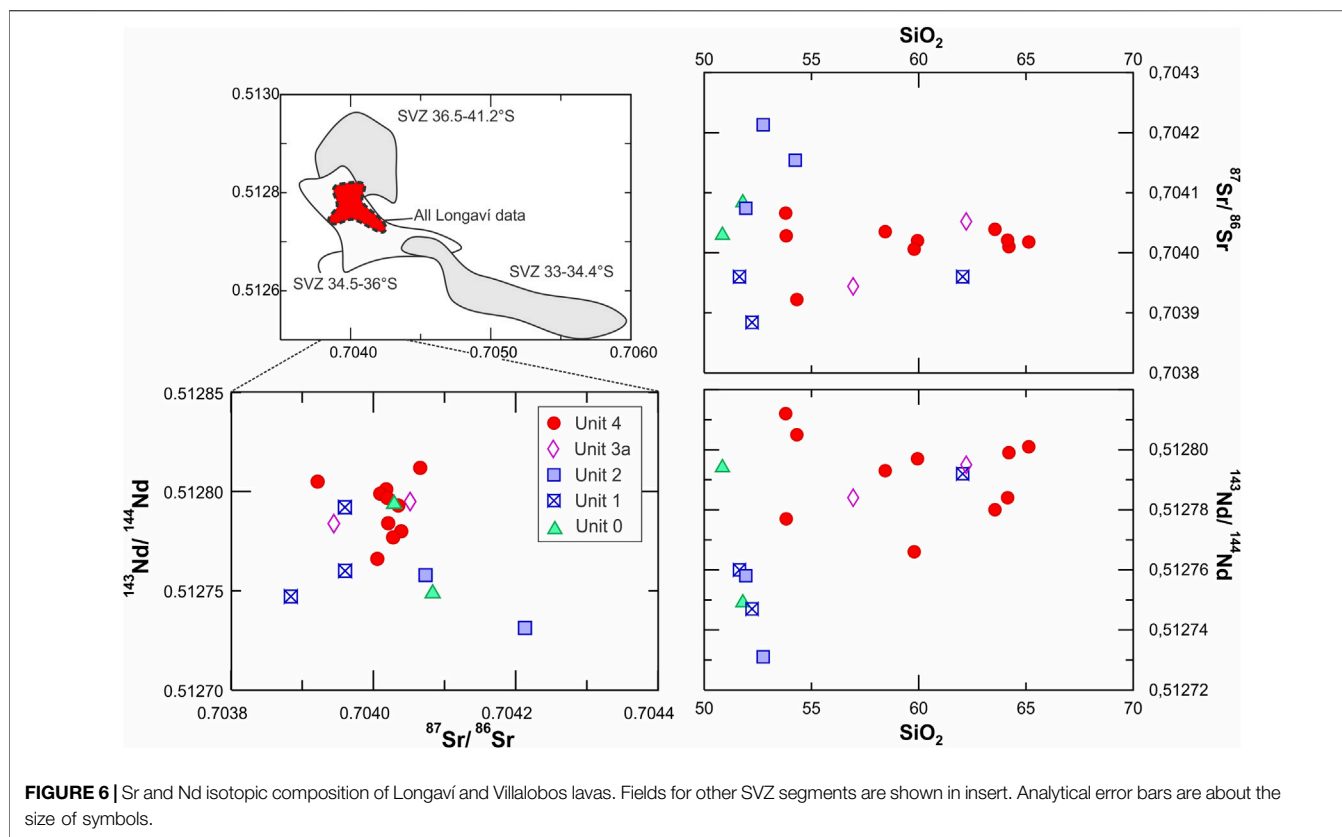 0.5130
0.5128
0.5126
SVZ 36.5-41.2°S
All Longaví data
SVZ 34.5-36°S
SVZ 33-34.4°S
0.7040
0.7050
0.7060
0.51285
0.51280
0.51275
0.51270
143Nd/ 144Nd
Unit 4
Unit 3a
Unit 2
Unit 1
Unit 0
0.7038
0.7040
0.7042
0.7044
87Sr/ 86Sr
SiO2
50
55
60
65
70
0,7043
0,7042
0,7041
0,7040
0,7039
0,7038
87Sr/ 86Sr
0,51280
0,51278
0,51276
0,51274
0,51272
143Nd/ 144Nd
50
55
60
65
70
SiO2
FIGURE 6 | Sr and Nd isotopic composition of Longaví and Villalobos lavas. Fields for other SVZ segments are shown in insert. Analytical error bars are about the
size of symbols.